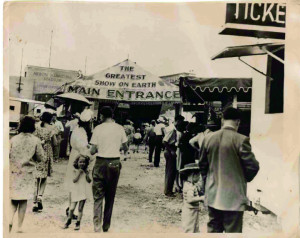 TICKE
THE
GREATEST
SHOW ON EARTH
MAIN ENTRANCE